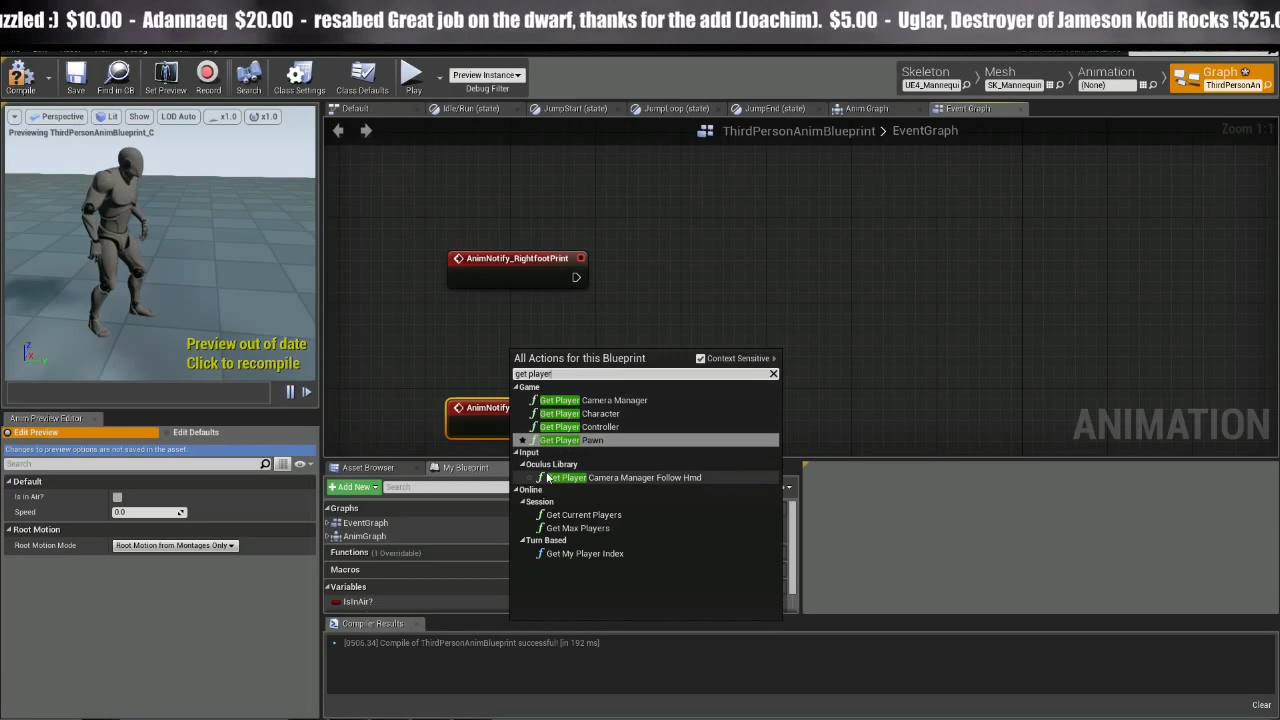 uzzled :)  $10.00  -  Adannaeq  $20.00  -  resabed Great job on the dwarf, thanks for the add (Joachim).  $5.00  -  Uglar, Destroyer of Jameson Kodi Rocks !$25.0
Compile
Save
Find in CB
Set Preview
Record
Search
Class Settings
Class Defaults
Play
Preview Instance
Debug Filter
Skeleton
UE4_Mannequi
Mesh
SK_Mannequin
Animation
(None)
Graph
ThirdPersonAn
Perspective
Lit
Show
LOD Auto
x1.0
x1.0
Previewing ThirdPersonAnimBlueprint_C
Preview out of date
Click to recompile
Default
Idle/Run (state)
JumpStart (state)
JumpLoop (state)
JumpEnd (state)
Anim Graph
Event Graph
ThirdPersonAnimBlueprint > EventGraph
Zoom 1:1
AnimNotify_RightfootPrint
AnimNotify
ANIMATION
All Actions for this Blueprint
Context Sensitive
get player
Game
Get Player Camera Manager
Get Player Character
Get Player Controller
Get Player Pawn
Input
Oculus Library
Get Player Camera Manager Follow Hmd
Online
Session
Get Current Players
Get Max Players
Turn Based
Get My Player Index
Anim Preview Editor
Edit Preview
Edit Defaults
Changes to preview options are not saved in the asset.
Search
Default
Is in Air?
Speed
0.0
Root Motion
Root Motion Mode
Root Motion from Montages Only
Asset Browser
My Blueprint
Add New
Search
Graphs
EventGraph
AnimGraph
Functions (1 Overridable)
Macros
Variables
IsInAir?
Compiler Results
[0506.34] Compile of ThirdPersonAnimBlueprint successful! [in 192 ms]
Clear